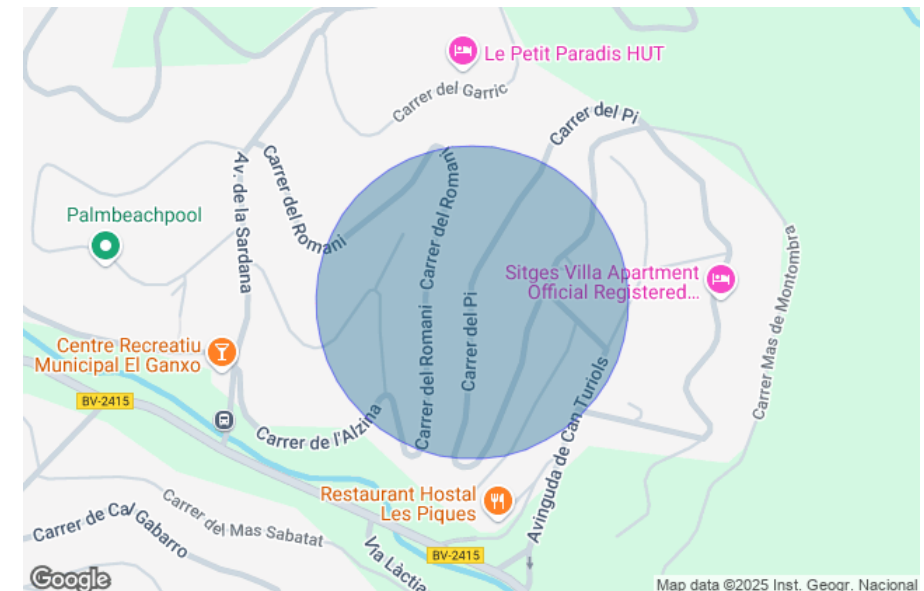 Le Petit Paradis HUT
Carrer del Garric
Carrer del Pi
Carrer del Romani
Carrer del Romani
Av. de la Sardana
Palmbeachpool
Sitges Villa Apartment
Official Registered...
Carrer Mas de Montombra
Carrer del Romani
Carrer del Pi
Centre Recreatiu
Municipal El Ganxo
BV-2415
Carrer de l'Alzina
Avinguda de Can Turiols
Restaurant Hostal
Les Piques
Carrer del Mas Sabatat
Carrer de Cal Gabarro
Via Làctia
BV-2415
Google
Map data ©2025 Inst. Geogr. Nacional